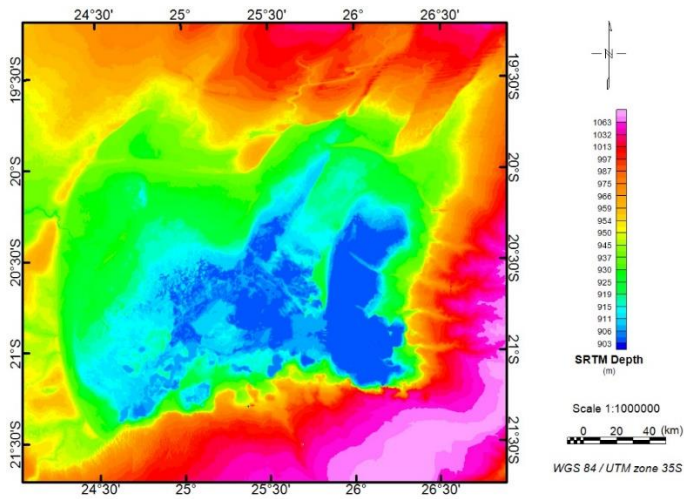 24°30' 25° 25°30' 26° 26°30'
19°30'S 19°30'S
20°S 20°S
20°30'S 20°30'S
21°S 21°S
21°30'S 21°30'S
24°30' 25° 25°30' 26° 26°30'
N
1063
1032
1013
997
987
975
966
959
954
950
945
937
930
925
919
915
911
906
903
SRTM Depth
(m)
Scale 1:1000000
0 20 40 (km)
WGS 84 / UTM zone 35S